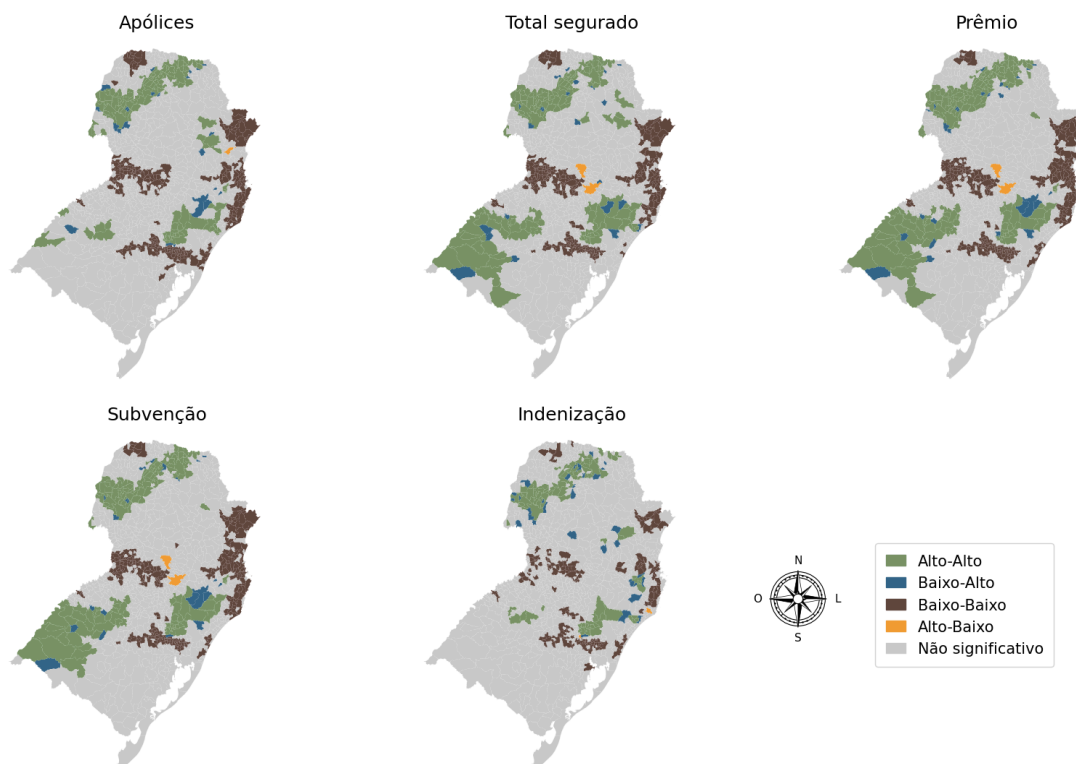 Apólices
Total segurado
Prêmio
Subvenção
Indenização
N
O
L
S
Alto-Alto
Baixo-Alto
Baixo-Baixo
Alto-Baixo
Não significativo